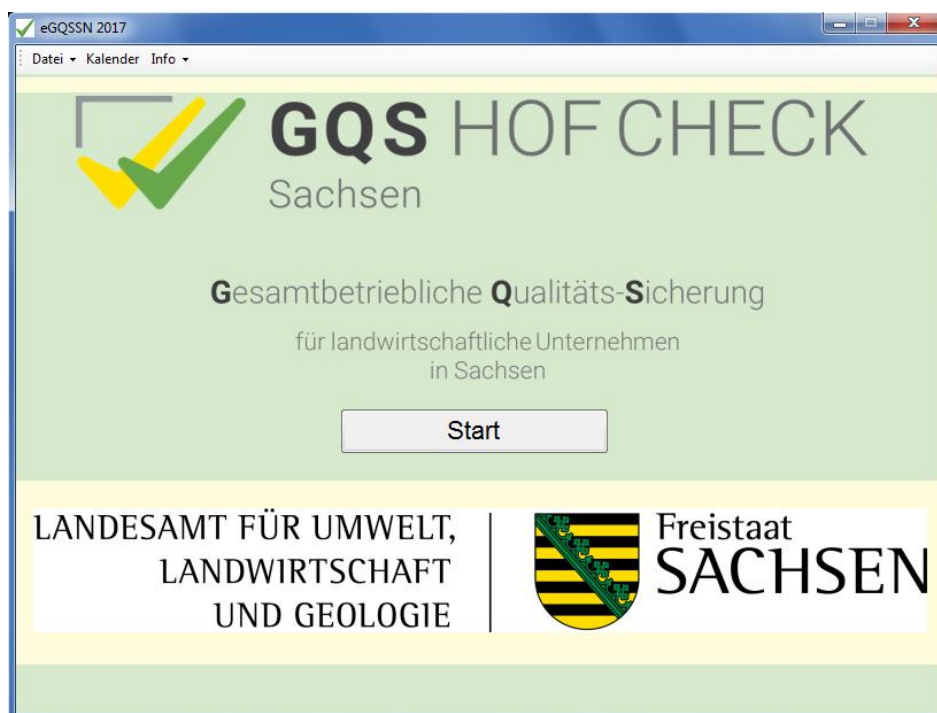 eGQSSN 2017
Datei Kalender Info
GQS HOF CHECK
Sachsen
Gesamtbetriebliche Qualitäts-Sicherung
für landwirtschaftliche Unternehmen
in Sachsen
Start
LANDESAMT FÜR UMWELT,
LANDWIRTSCHAFT
UND GEOLOGIE
Freistaat
SACHSEN